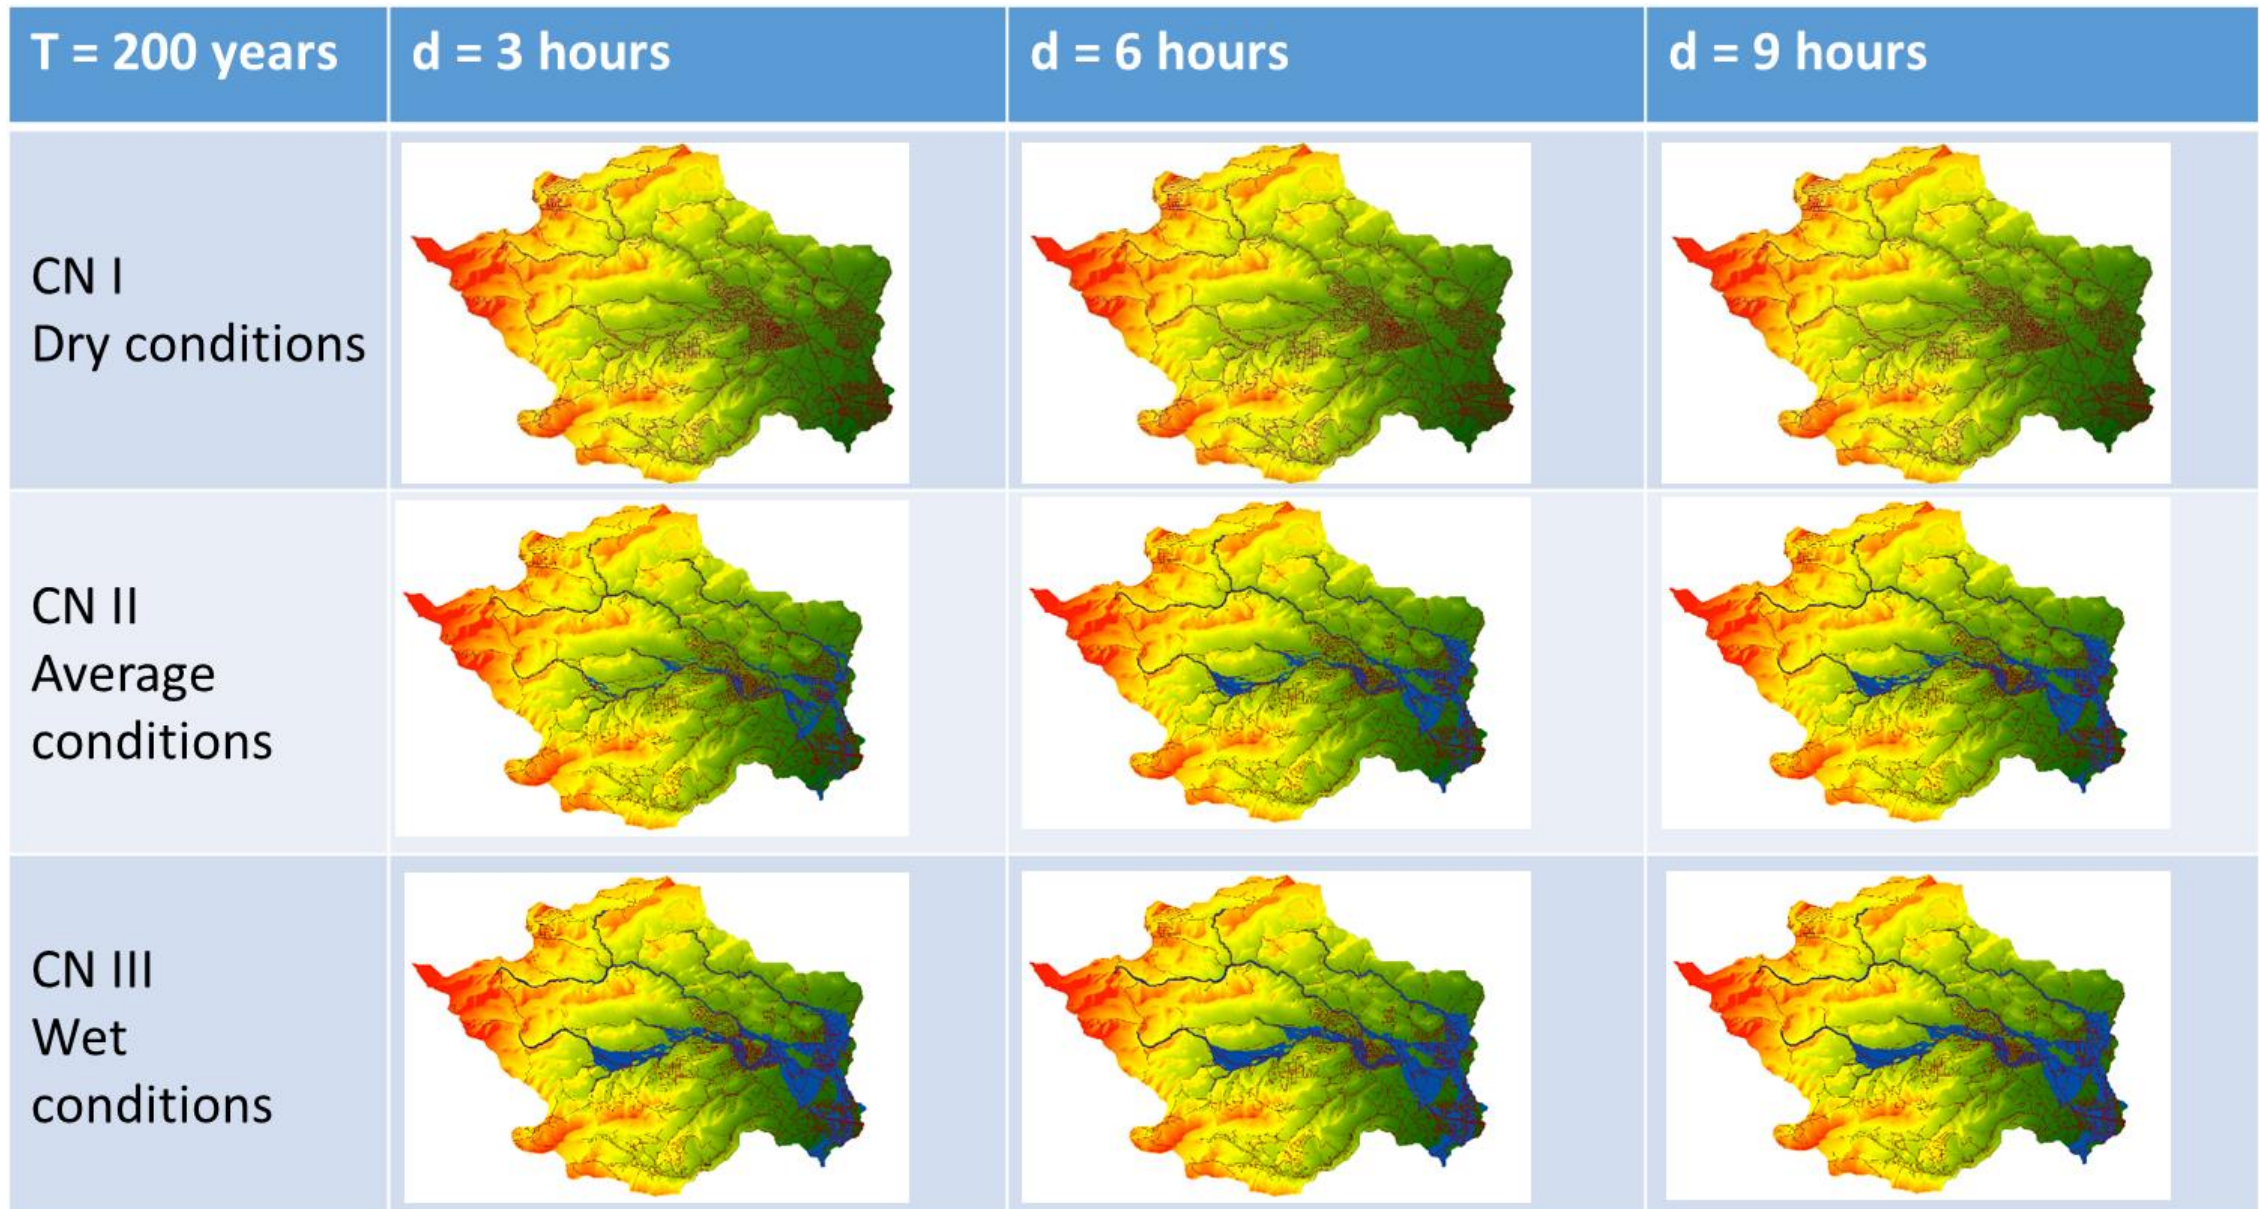 T = 200 years
d = 3 hours
d = 6 hours
d = 9 hours
CN I
Dry conditions
CN II
Average
conditions
CN III
Wet
conditions